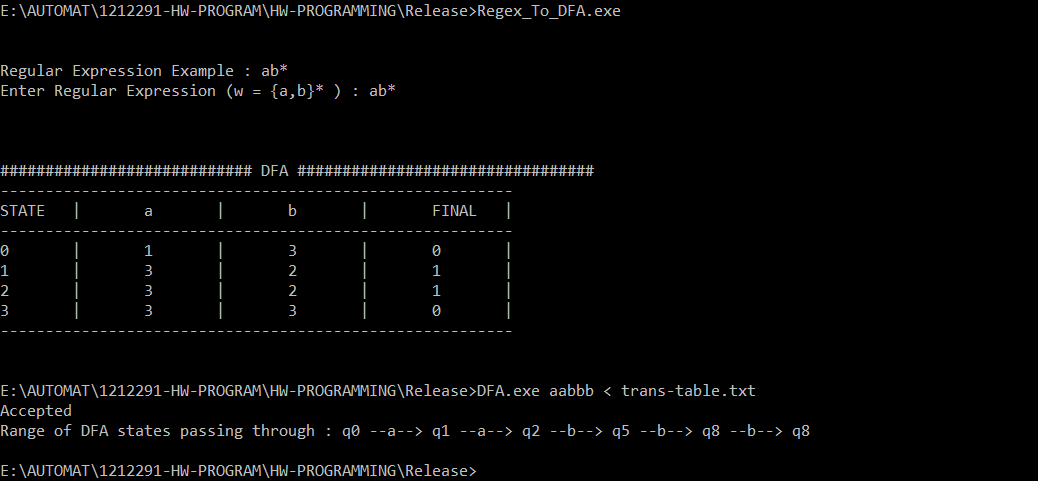 E:\AUTOMAT\1212291-HW-PROGRAM\HW-PROGRAMMING\Release>Regex_To_DFA.exe
Regular Expression Example : ab*
Enter Regular Expression (w = {a,b}* ) : ab*
############################ DFA #################################
---------------------------------------------------------
STATE | a | b | FINAL |
---------------------------------------------------------
0 | 1 | 3 | 0 |
1 | 3 | 2 | 1 |
2 | 3 | 2 | 1 |
3 | 3 | 3 | 0 |
---------------------------------------------------------
E:\AUTOMAT\1212291-HW-PROGRAM\HW-PROGRAMMING\Release>DFA.exe aabbb < trans-table.txt
Accepted
Range of DFA states passing through : q0 --a--> q1 --a--> q2 --b--> q5 --b--> q8 --b--> q8
E:\AUTOMAT\1212291-HW-PROGRAM\HW-PROGRAMMING\Release>